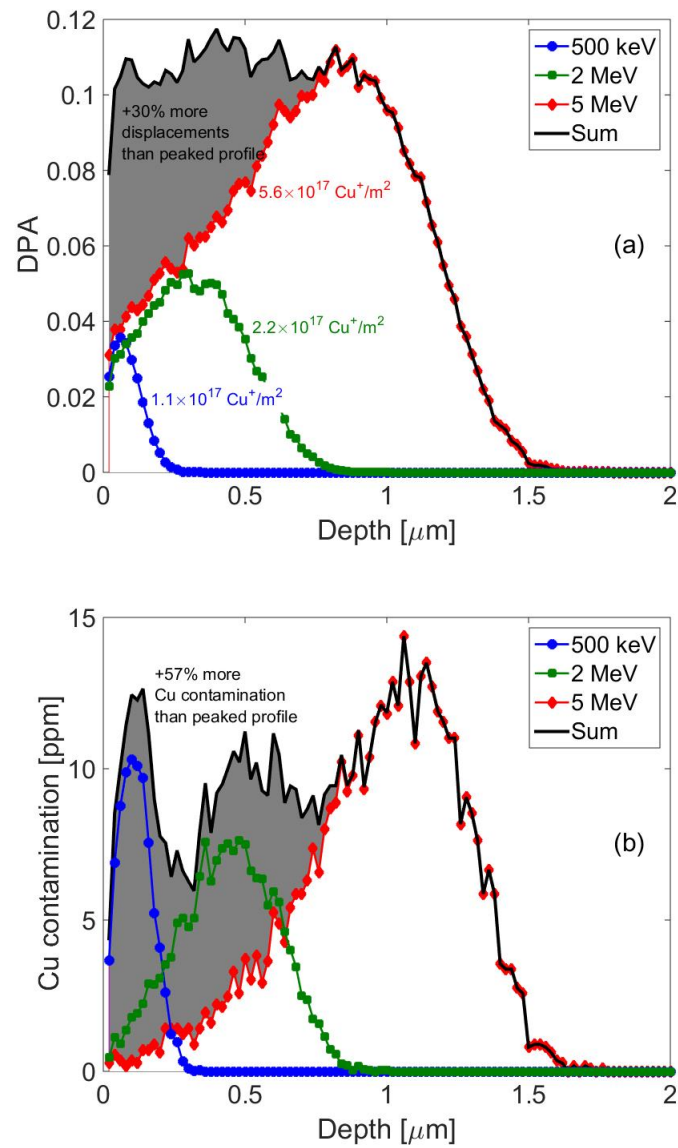 0.12
0.1
0.08
0.06
0.04
0.02
0
DPA
500 keV
2 MeV
5 MeV
Sum
+30% more
displacements
than peaked profile
5.6×10¹⁷ Cu⁺/m²
(a)
2.2×10¹⁷ Cu⁺/m²
1.1×10¹⁷ Cu⁺/m²
0 0.5 1 1.5 2
Depth [μm]
15
10
5
0
Cu contamination [ppm]
+57% more
Cu contamination
than peaked profile
500 keV
2 MeV
5 MeV
Sum
(b)
0 0.5 1 1.5 2
Depth [μm]